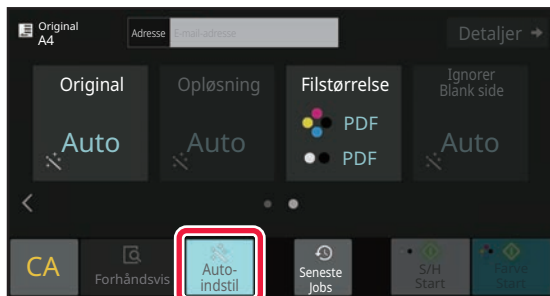 Original
A4
Adresse
E-mail-adresse
Detaljer
Original
Auto
Opløsning
Auto
Filstørrelse
PDF
PDF
Ignorer
Blank side
Auto
CA
Forhåndsvis
Auto-
indstil
Seneste
Jobs
S/H
Start
Farve
Start